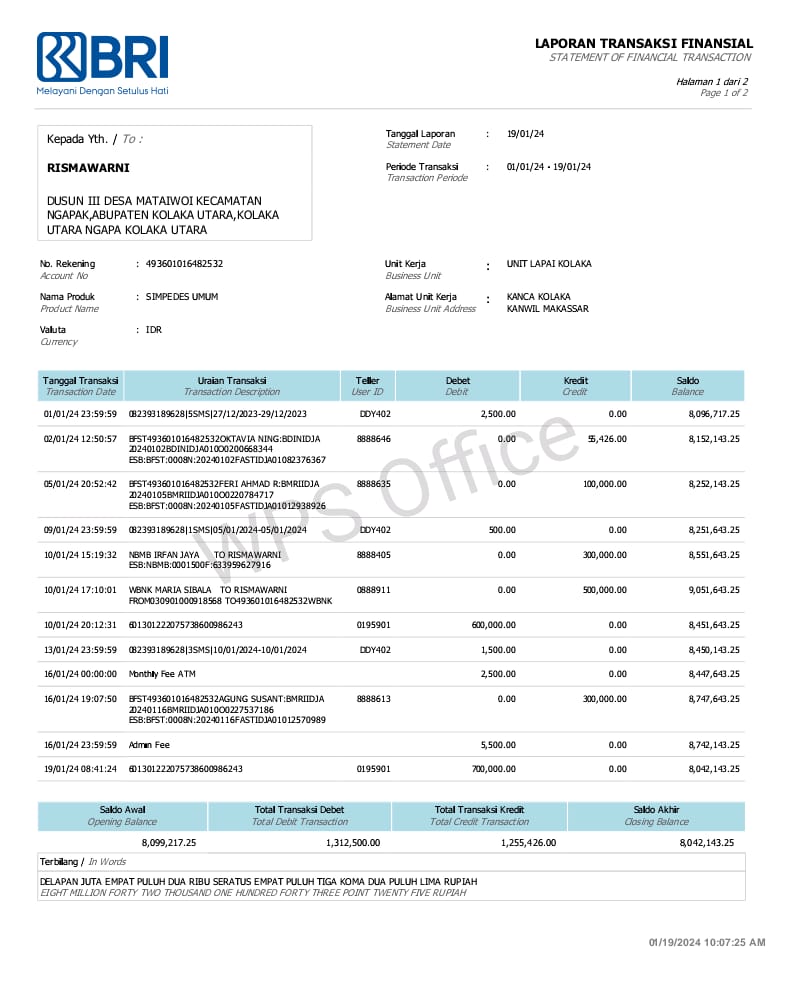 BRI
Melayani Dengan Setulus Hati
LAPORAN TRANSAKSI FINANSIAL
STATEMENT OF FINANCIAL TRANSACTION
Halaman 1 dari 2
Page 1 of 2
Kepada Yth. / To :
RISMAWARNI
DUSUN III DESA MATAIWOI KECAMATAN
NGAPAK,ABUPATEN KOLAKA UTARA,KOLAKA
UTARA NGAPA KOLAKA UTARA
Tanggal Laporan : 19/01/24
Statement Date
Periode Transaksi : 01/01/24 - 19/01/24
Transaction Periode
No. Rekening : 493601016482532
Account No
Nama Produk : SIMPEDES UMUM
Product Name
Valuta : IDR
Currency
Unit Kerja : UNIT LAPAI KOLAKA
Business Unit
Alamat Unit Kerja : KANCA KOLAKA
Business Unit Address KANWIL MAKASSAR
Tanggal Transaksi Uraian Transaksi Teller Debet Kredit Saldo
Transaction Date Transaction Description User ID Debit Credit Balance
01/01/24 23:59:59 082393189628|5SMS|27/12/2023-29/12/2023 DDY402 2,500.00 0.00 8,096,717.25
02/01/24 12:50:57 BFST493601016482532OKTAVIA NING:BDINIDJA 8888646 0.00 55,426.00 8,152,143.25
20240102BDINIDJA010O0200668344
ESB:BFST:0008N:20240102FASTIDJA01082376367
05/01/24 20:52:42 BFST493601016482532FERI AHMAD R:BMRIIDJA 8888635 0.00 100,000.00 8,252,143.25
20240105BMRIIDJA010O0220784717
ESB:BFST:0008N:20240105FASTIDJA01012938926
09/01/24 23:59:59 082393189628|1SMS|05/01/2024-05/01/2024 DDY402 500.00 0.00 8,251,643.25
10/01/24 15:19:32 NBMB IRFAN JAYA TO RISMAWARNI 8888405 0.00 300,000.00 8,551,643.25
ESB:NBMB:0001500F:633959627916
10/01/24 17:10:01 WBNK MARIA SIBALA TO RISMAWARNI 0888911 0.00 500,000.00 9,051,643.25
FROM030901000918568 TO493601016482532WBNK
10/01/24 20:12:31 6013012220757386​00986243 0195901 600,000.00 0.00 8,451,643.25
13/01/24 23:59:59 082393189628|3SMS|10/01/2024-10/01/2024 DDY402 1,500.00 0.00 8,450,143.25
16/01/24 00:00:00 Monthly Fee ATM 2,500.00 0.00 8,447,643.25
16/01/24 19:07:50 BFST493601016482532AGUNG SUSANT:BMRIIDJA 8888613 0.00 300,000.00 8,747,643.25
20240116BMRIIDJA010O0227537186
ESB:BFST:0008N:20240116FASTIDJA01012570989
16/01/24 23:59:59 Admin Fee 5,500.00 0.00 8,742,143.25
19/01/24 08:41:24 601301222075738600986243 0195901 700,000.00 0.00 8,042,143.25
WPS Office
Saldo Awal Total Transaksi Debet Total Transaksi Kredit Saldo Akhir
Opening Balance Total Debit Transaction Total Credit Transaction Closing Balance
8,099,217.25 1,312,500.00 1,255,426.00 8,042,143.25
Terbilang / In Words
DELAPAN JUTA EMPAT PULUH DUA RIBU SERATUS EMPAT PULUH TIGA KOMA DUA PULUH LIMA RUPIAH
EIGHT MILLION FORTY TWO THOUSAND ONE HUNDRED FORTY THREE POINT TWENTY FIVE RUPIAH
01/19/2024 10:07:25 AM